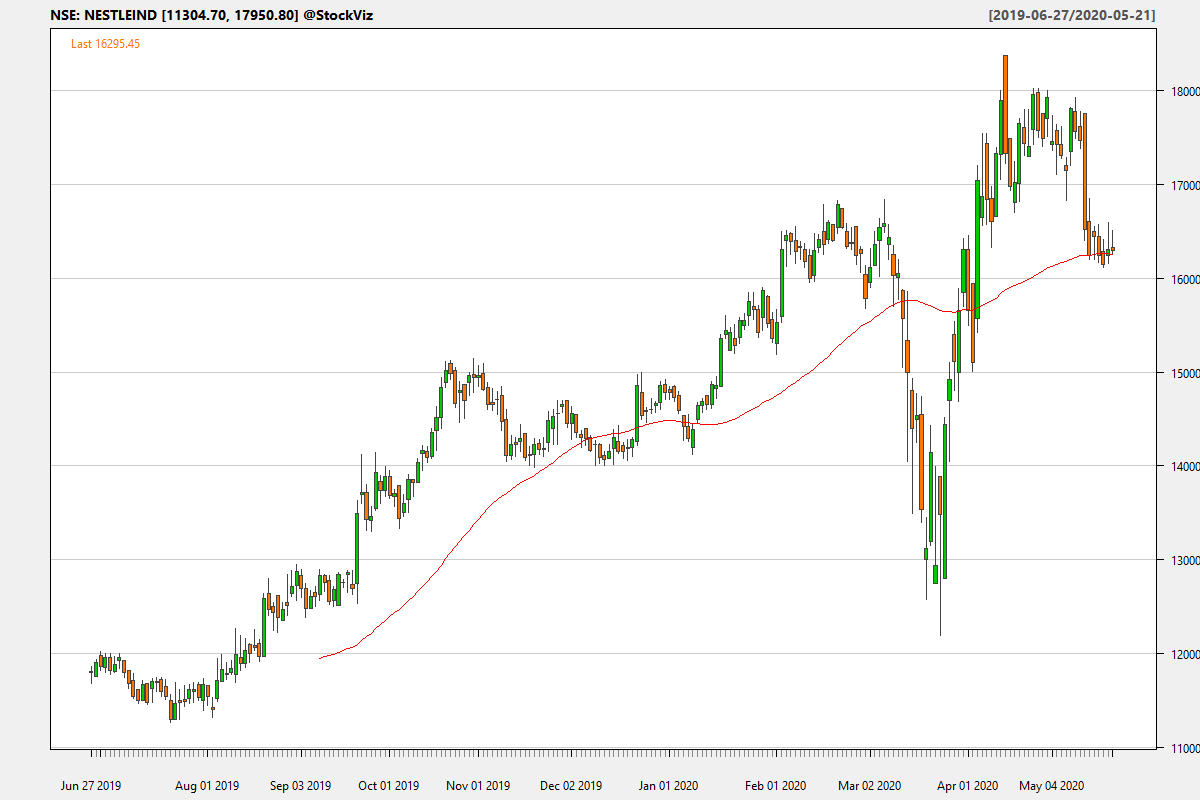 NSE: NESTLEIND [11304.70, 17950.80] @StockViz [2019-06-27/2020-05-21]
Last 16295.45
18000
17000
16000
15000
14000
13000
12000
11000
Jun 27 2019 Aug 01 2019 Sep 03 2019 Oct 01 2019 Nov 01 2019 Dec 02 2019 Jan 01 2020 Feb 01 2020 Mar 02 2020 Apr 01 2020 May 04 2020